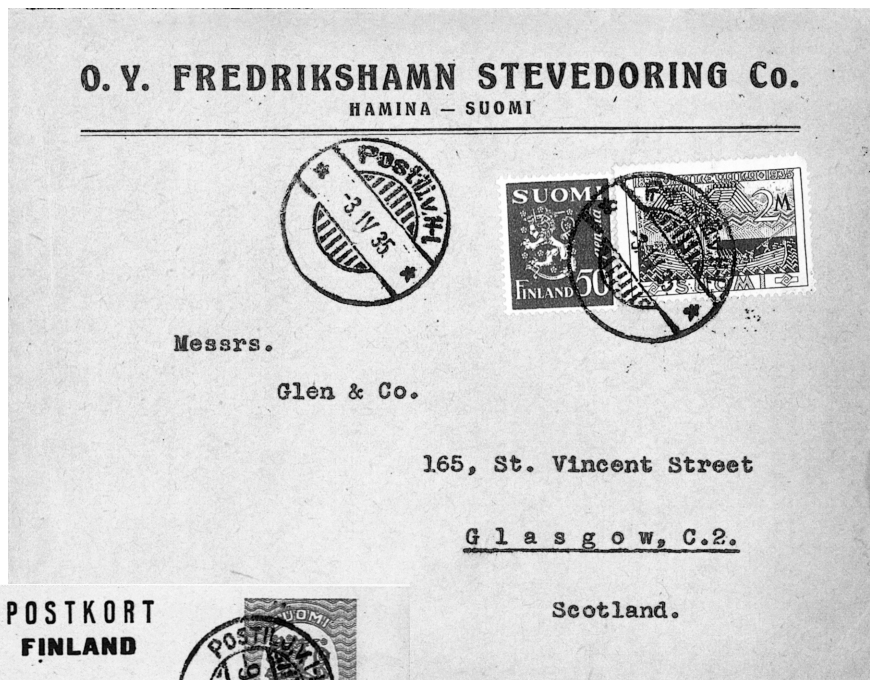 O. Y. FREDRIKSHAMN STEVEDORING Co.
HAMINA — SUOMI
Postilj.v.H-l
-3. IV 35.
SUOMI
FINLAND 50
2 M
SUOMI
Messrs.
Glen & Co.
165, St. Vincent Street
Glasgow, C.2.
Scotland.
POSTKORT
FINLAND
SUOMI